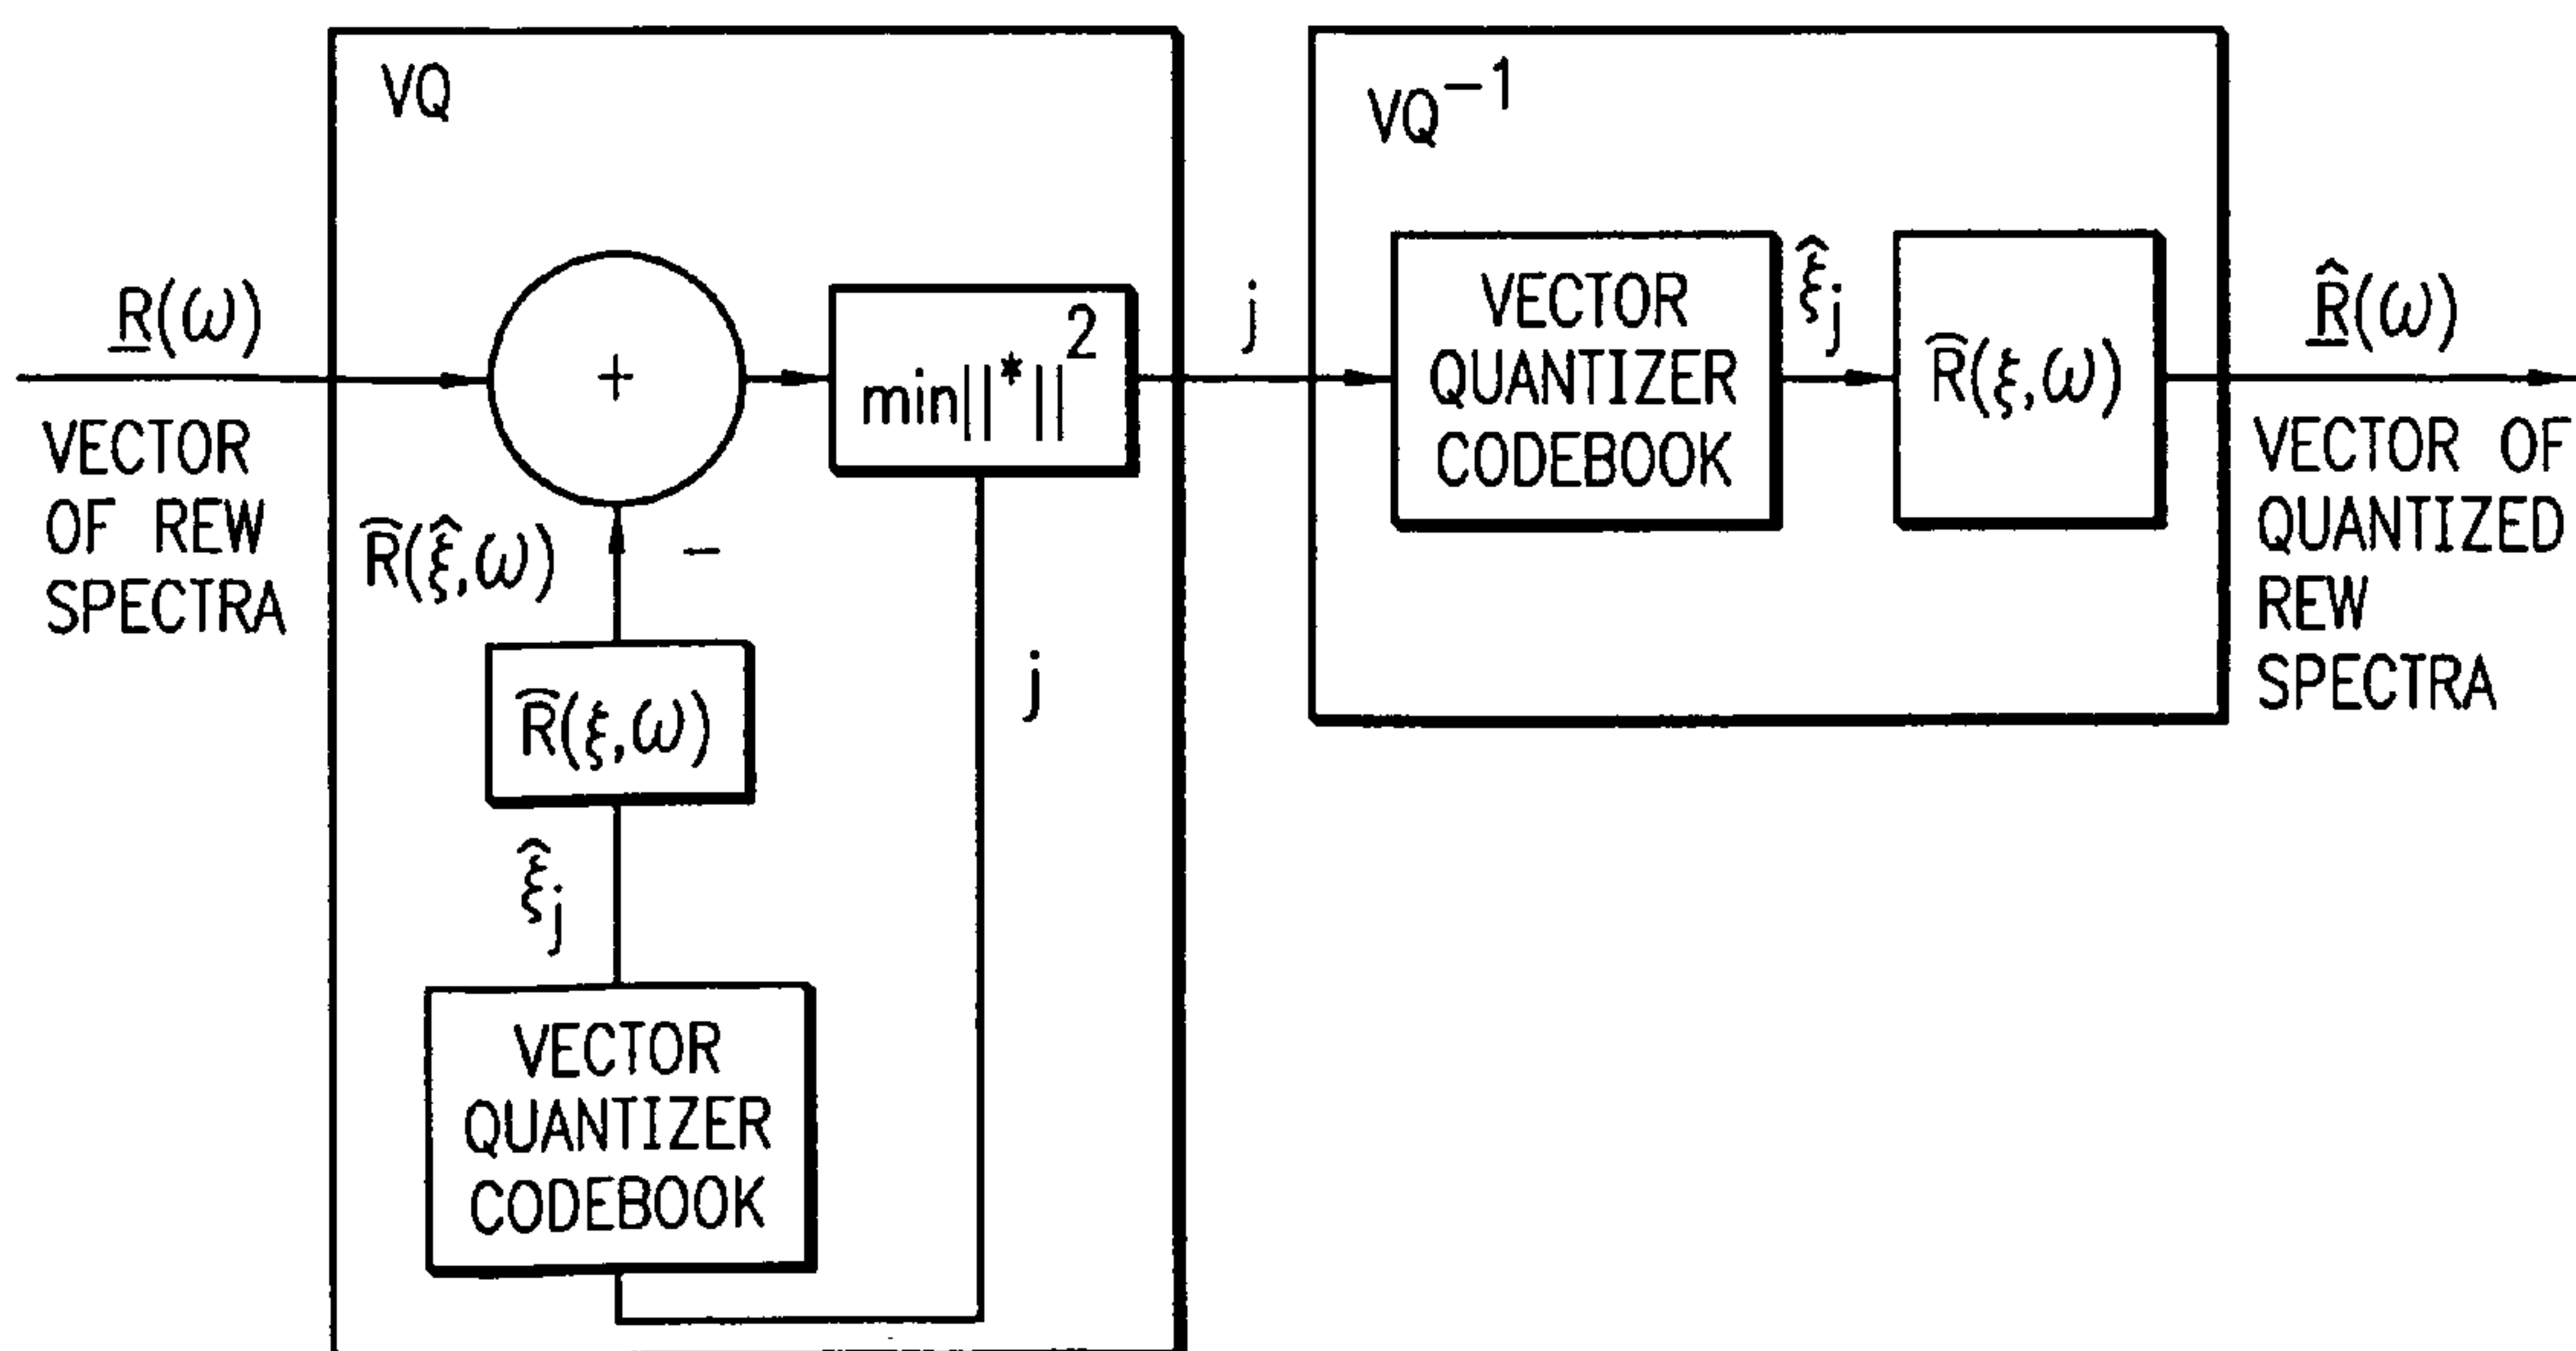 VQ
R(ω)
VECTOR
OF REW
SPECTRA
+
min||*||²
j
R̂(ξ̂,ω)
−
R̂(ξ,ω)
j
ξ̂j
VECTOR
QUANTIZER
CODEBOOK
VQ⁻¹
VECTOR
QUANTIZER
CODEBOOK
ξ̂j
R̂(ξ,ω)
R̂(ω)
VECTOR OF
QUANTIZED
REW
SPECTRA